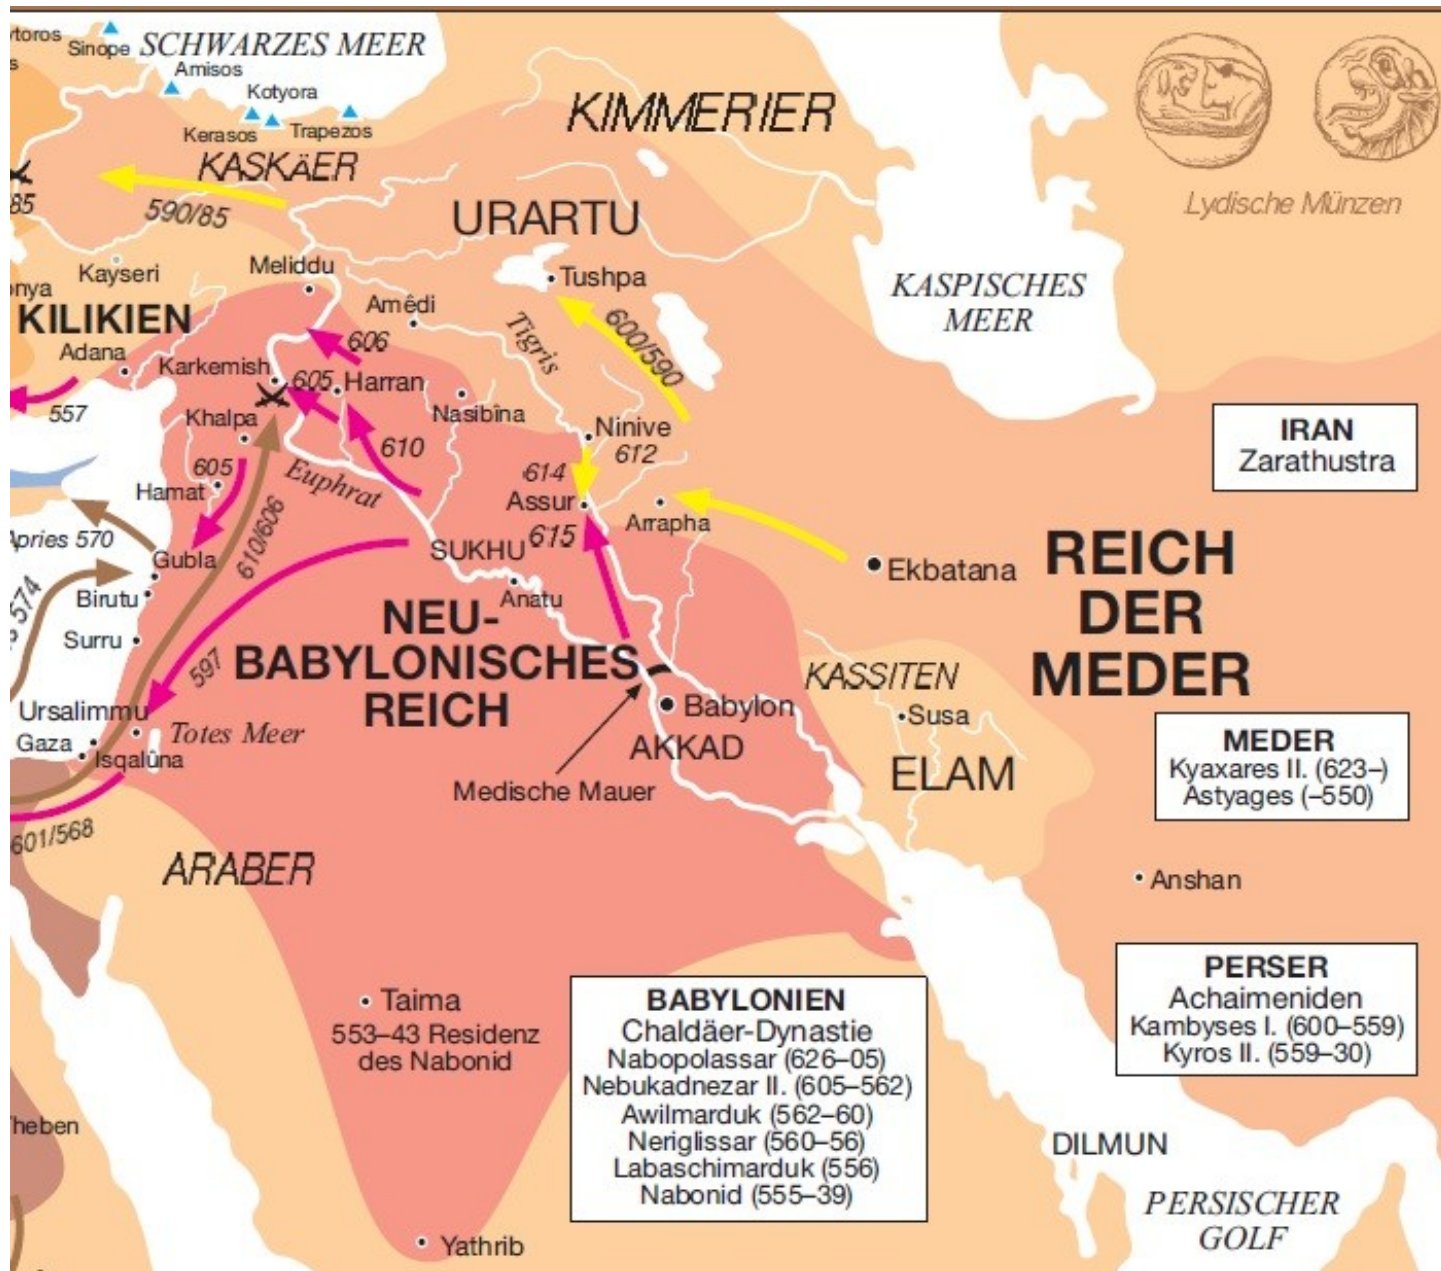 Sinope
SCHWARZES MEER
Amisos
Kotyora
Kerasos
Trapezos
KIMMERIER
KASKÄER
590/85
URARTU
Lydische Münzen
Kayseri
Meliddu
Tushpa
KASPISCHES
MEER
KILIKIEN
Amêdi
Tigris
600/590
Adana
606
Karkemish
605
Harran
557
Khalpa
Nasibîna
Ninive
612
IRAN
Zarathustra
610
605
Hamat
Euphrat
614
Assur
Arrapha
615
Apries 570
Gubla
610/606
SUKHU
Ekbatana
REICH
DER
MEDER
574
Birutu
Anatu
Surru
NEU-
BABYLONISCHES
REICH
597
KASSITEN
Ursalimmu
Totes Meer
Babylon
Susa
Gaza
Isqalûna
AKKAD
MEDER
Kyaxares II. (623–)
Astyages (–550)
Medische Mauer
ELAM
601/568
ARABER
Anshan
Taima
553–43 Residenz
des Nabonid
BABYLONIEN
Chaldäer-Dynastie
Nabopolassar (626–05)
Nebukadnezar II. (605–562)
Awilmarduk (562–60)
Neriglissar (560–56)
Labaschimarduk (556)
Nabonid (555–39)
PERSER
Achaimeniden
Kambyses I. (600–559)
Kyros II. (559–30)
heben
DILMUN
PERSISCHER
GOLF
Yathrib